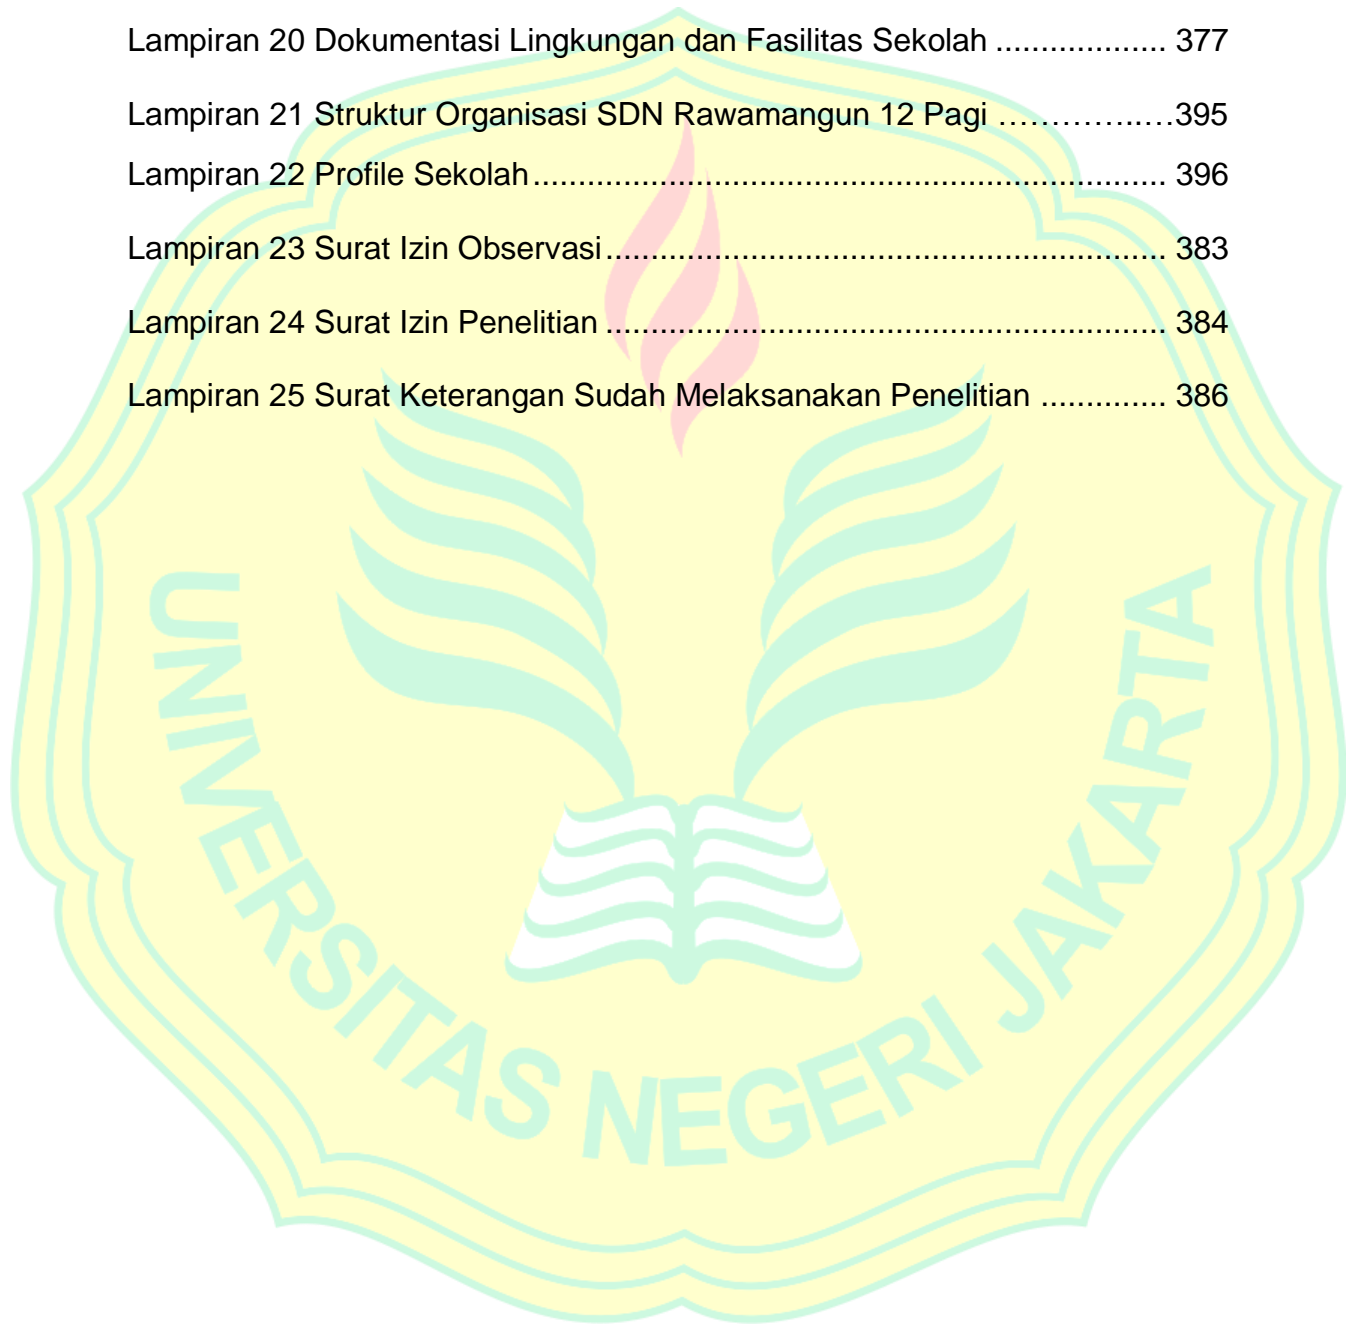 Lampiran 20 Dokumentasi Lingkungan dan Fasilitas Sekolah ................... 377
Lampiran 21 Struktur Organisasi SDN Rawamangun 12 Pagi …………..…395
Lampiran 22 Profile Sekolah...................................................................... 396
Lampiran 23 Surat Izin Observasi.............................................................. 383
Lampiran 24 Surat Izin Penelitian .............................................................. 384
Lampiran 25 Surat Keterangan Sudah Melaksanakan Penelitian .............. 386
UNIVERSITAS NEGERI JAKARTA